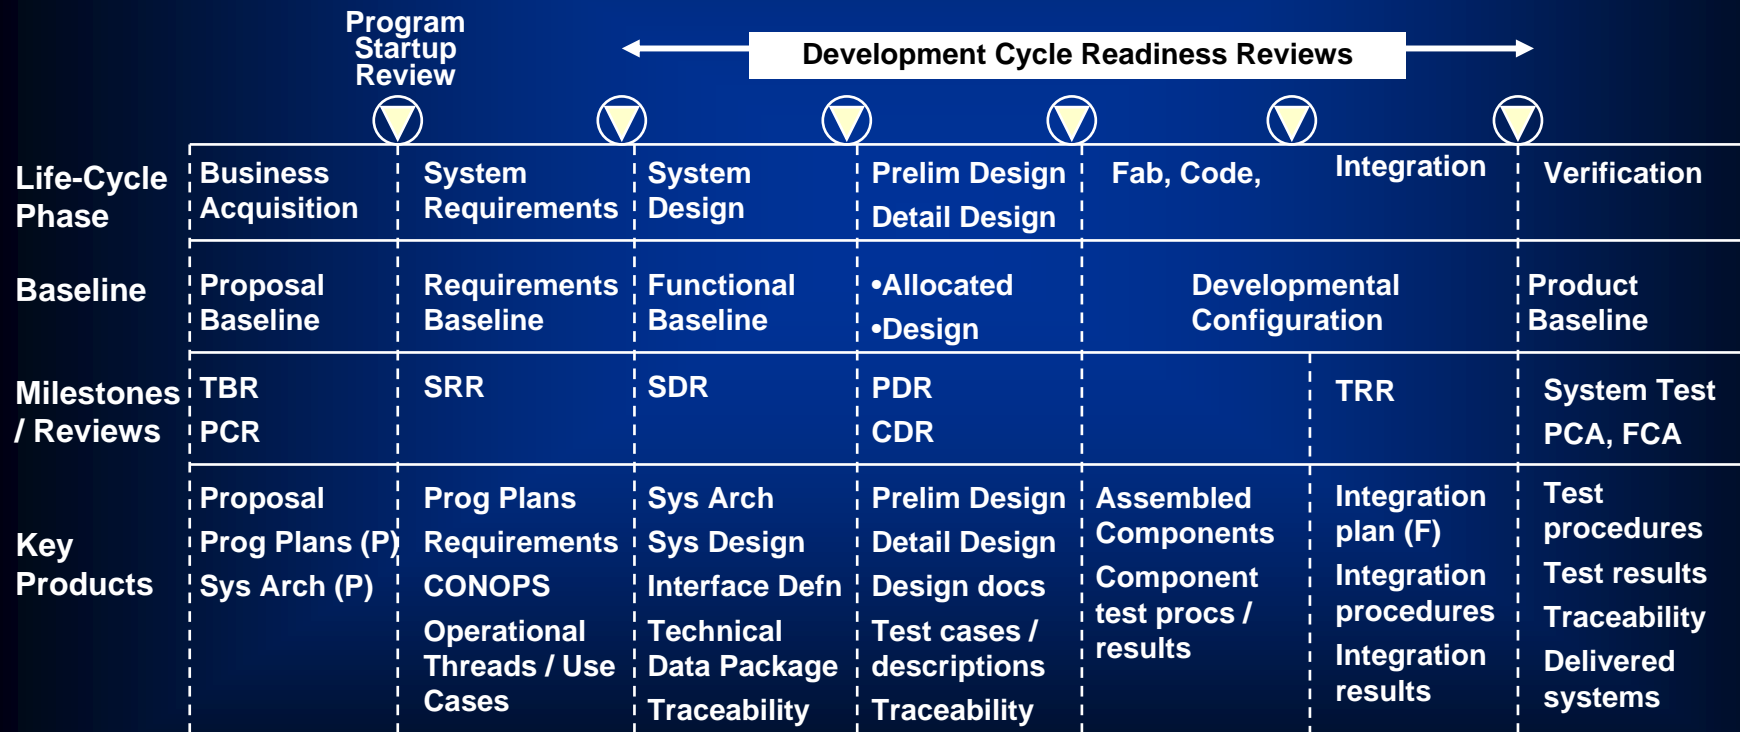 Program
Startup
Review
Development Cycle Readiness Reviews
Life-Cycle
Phase
Business
Acquisition
System
Requirements
System
Design
Prelim Design
Detail Design
Fab, Code,
Integration
Verification
Baseline
Proposal
Baseline
Requirements
Baseline
Functional
Baseline
•Allocated
•Design
Developmental
Configuration
Product
Baseline
Milestones
/ Reviews
TBR
PCR
SRR
SDR
PDR
CDR
TRR
System Test
PCA, FCA
Key
Products
Proposal
Prog Plans (P)
Sys Arch (P)
Prog Plans
Requirements
CONOPS
Operational
Threads / Use
Cases
Sys Arch
Sys Design
Interface Defn
Technical
Data Package
Traceability
Prelim Design
Detail Design
Design docs
Test cases /
descriptions
Traceability
Assembled
Components
Component
test procs /
results
Integration
plan (F)
Integration
procedures
Integration
results
Test
procedures
Test results
Traceability
Delivered
systems